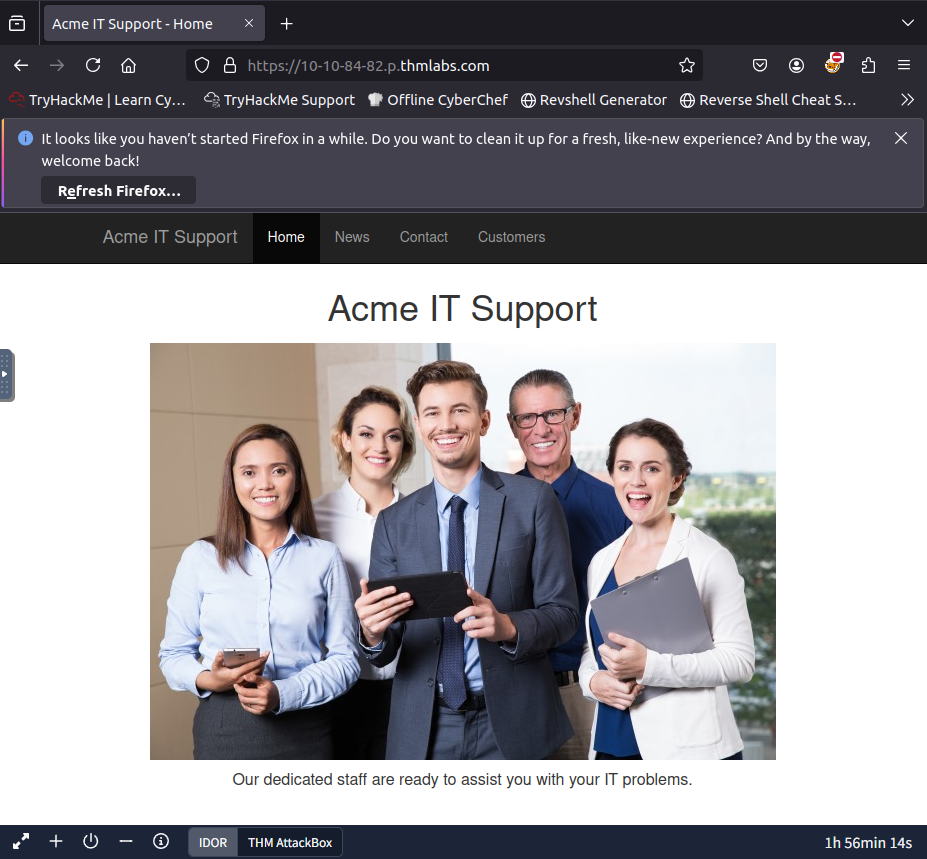 Acme IT Support - Home
https://10-10-84-82.p.thmlabs.com
TryHackMe | Learn Cy… TryHackMe Support Offline CyberChef Revshell Generator Reverse Shell Cheat S…
It looks like you haven’t started Firefox in a while. Do you want to clean it up for a fresh, like-new experience? And by the way,
welcome back!
Refresh Firefox…
Acme IT Support Home News Contact Customers
Acme IT Support
Our dedicated staff are ready to assist you with your IT problems.
IDOR THM AttackBox 1h 56min 14s